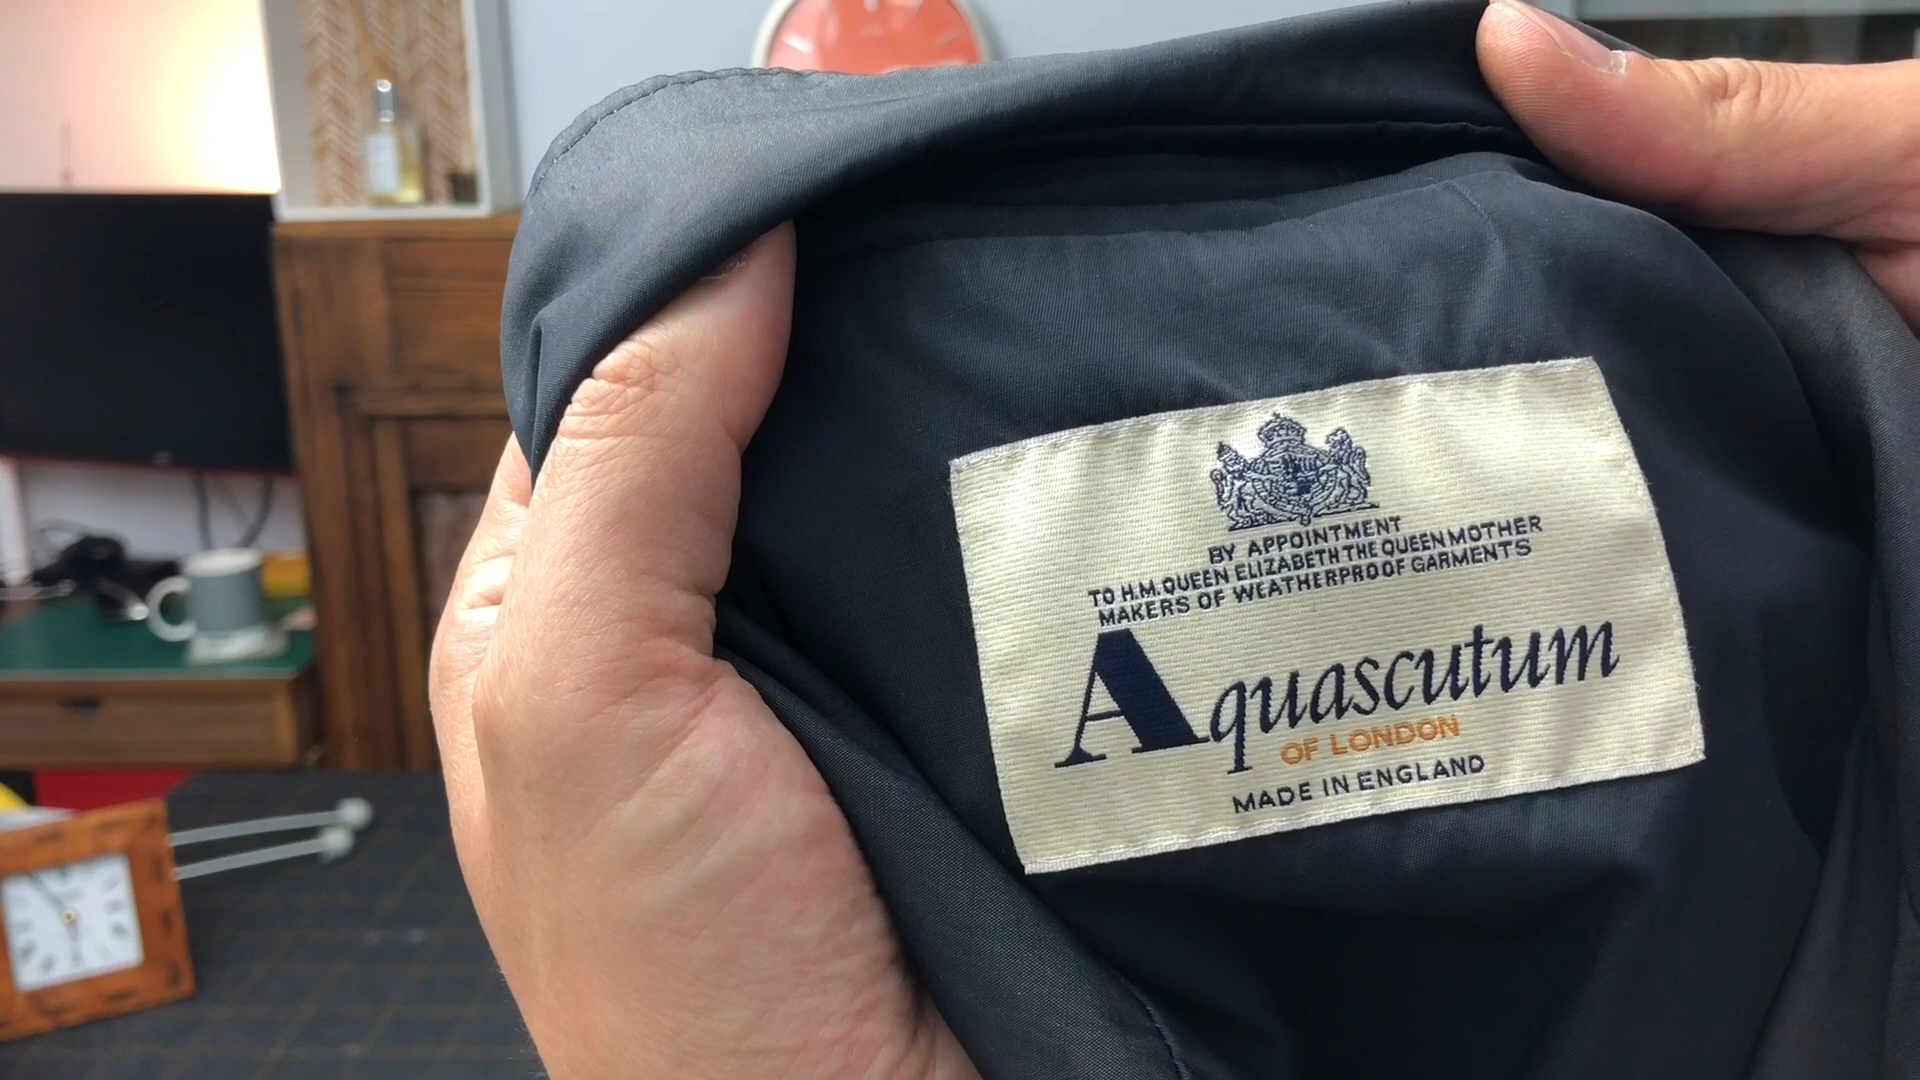 BY APPOINTMENT
TO H.M. QUEEN ELIZABETH THE QUEEN MOTHER
MAKERS OF WEATHERPROOF GARMENTS
Aquascutum
OF LONDON
MADE IN ENGLAND